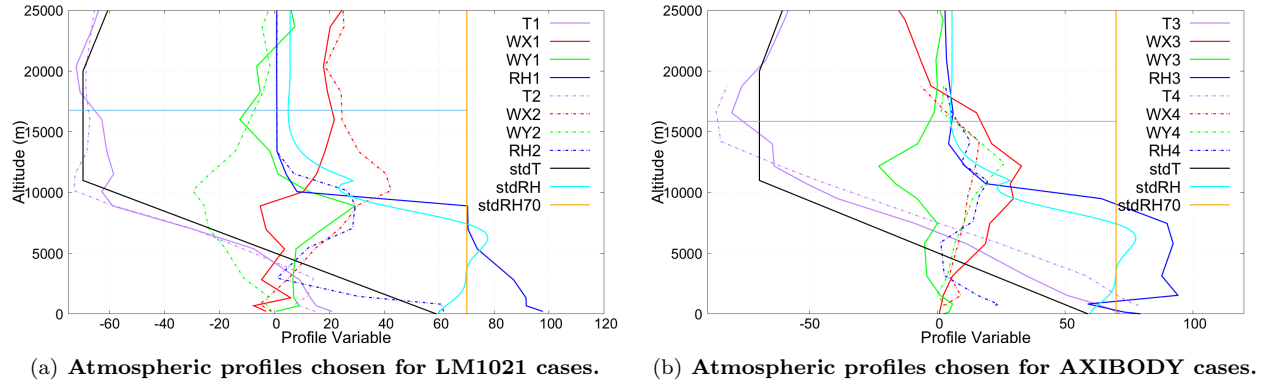 (a)
25000
20000
15000
10000
5000
0
Altitude (m)
-60
-40
-20
0
20
40
60
80
100
120
Profile Variable
T1
WX1
WY1
RH1
T2
WX2
WY2
RH2
stdT
stdRH
stdRH70
(b)
25000
20000
15000
10000
5000
0
Altitude (m)
-50
0
50
100
Profile Variable
T3
WX3
WY3
RH3
T4
WX4
WY4
RH4
stdT
stdRH
stdRH70
(a) Atmospheric profiles chosen for LM1021 cases.
(b) Atmospheric profiles chosen for AXIBODY cases.